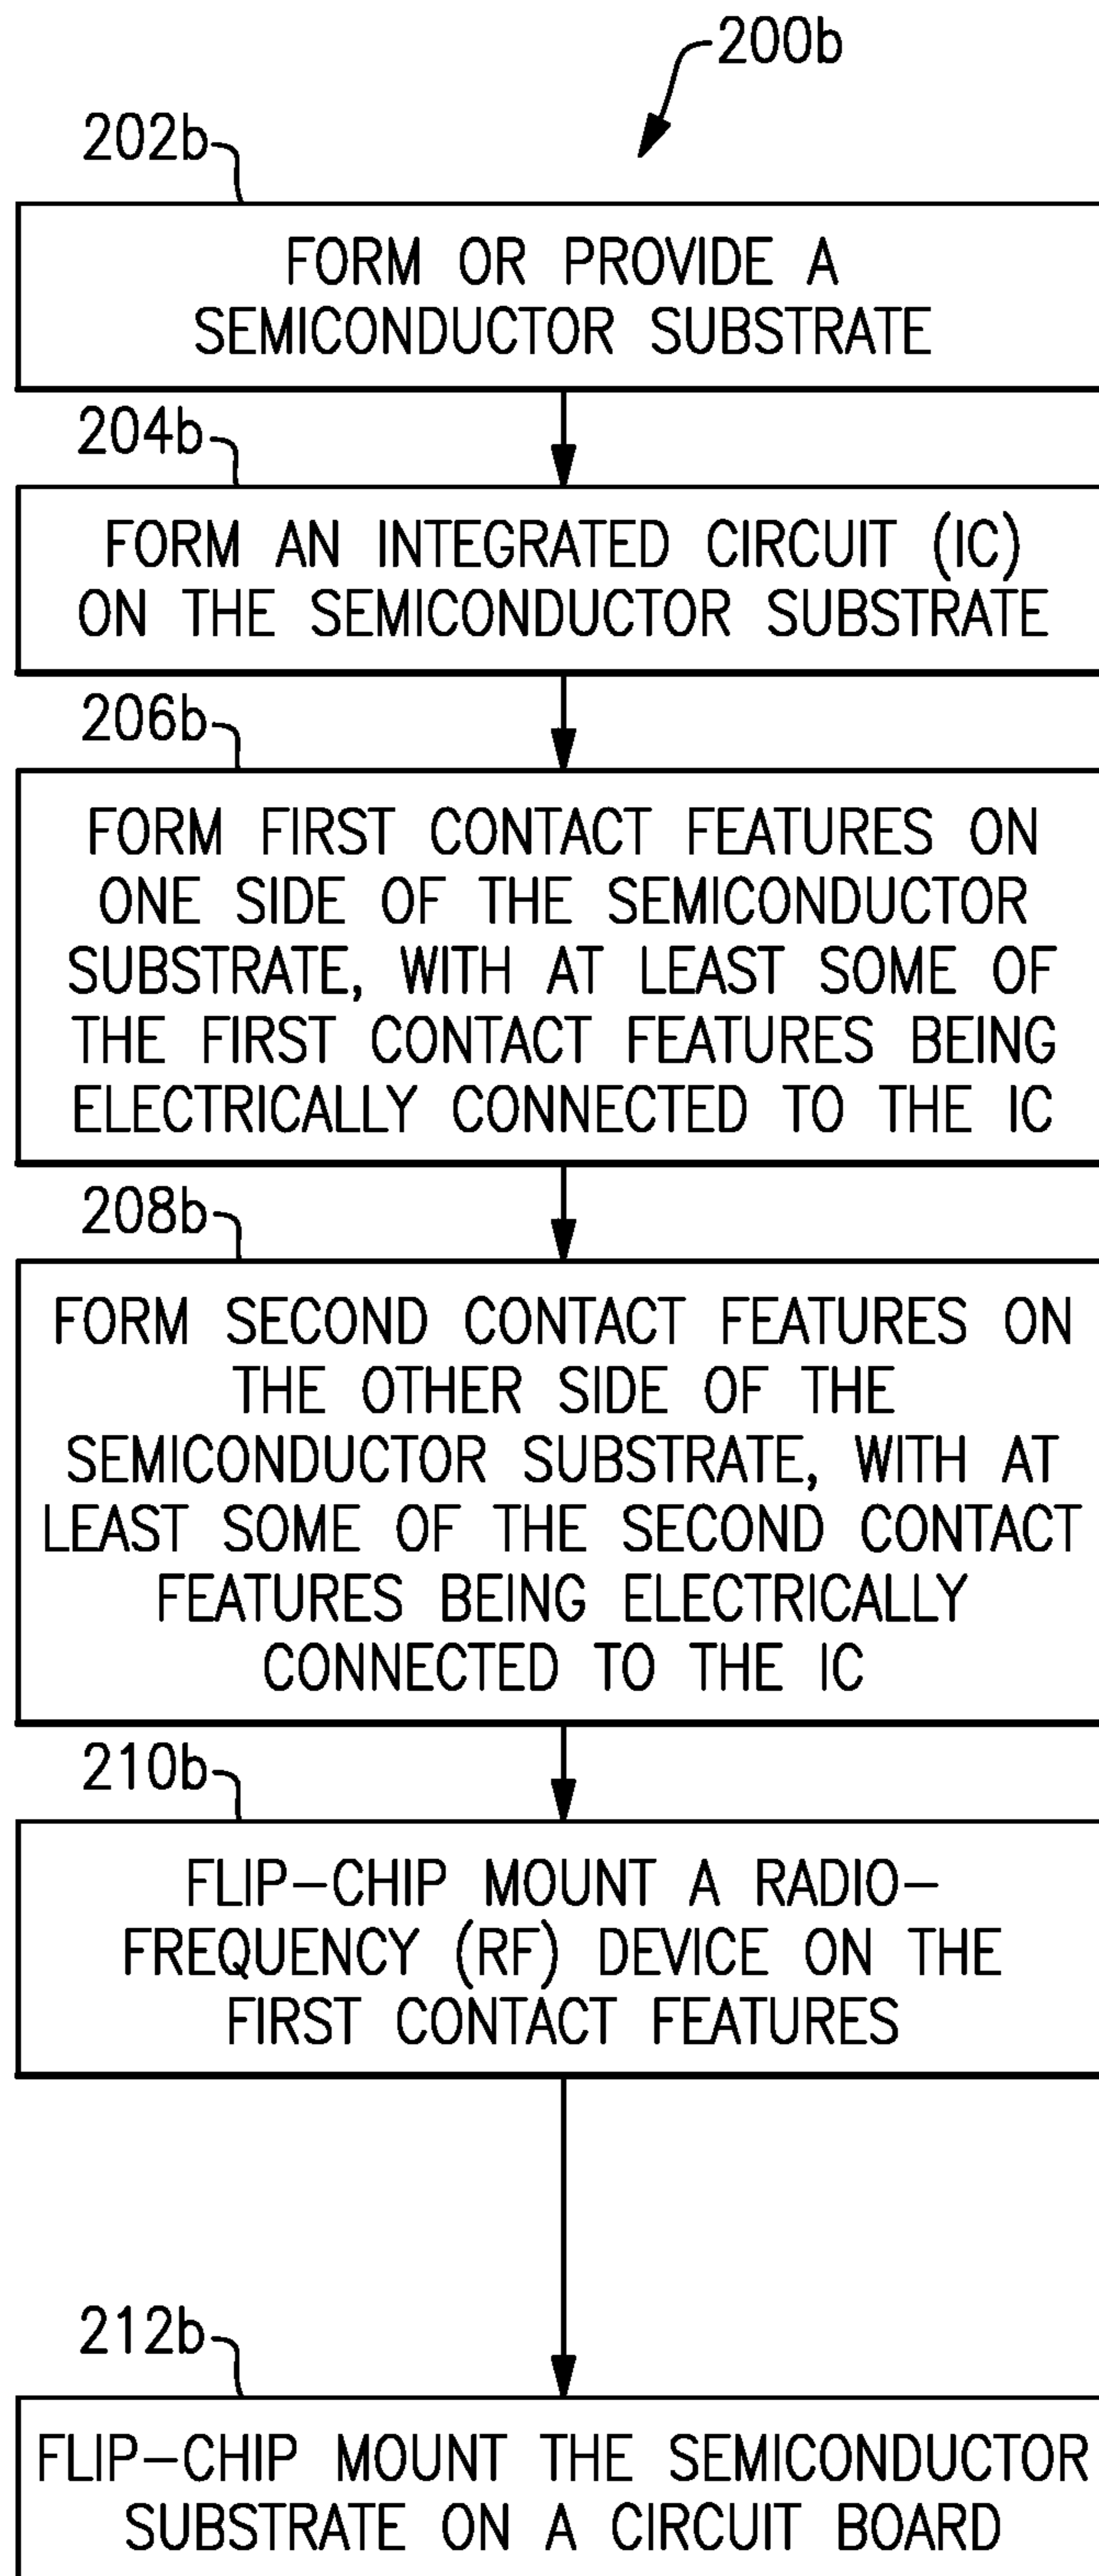 200b
202b
FORM OR PROVIDE A
SEMICONDUCTOR SUBSTRATE
204b
FORM AN INTEGRATED CIRCUIT (IC)
ON THE SEMICONDUCTOR SUBSTRATE
206b
FORM FIRST CONTACT FEATURES ON
ONE SIDE OF THE SEMICONDUCTOR
SUBSTRATE, WITH AT LEAST SOME OF
THE FIRST CONTACT FEATURES BEING
ELECTRICALLY CONNECTED TO THE IC
208b
FORM SECOND CONTACT FEATURES ON
THE OTHER SIDE OF THE
SEMICONDUCTOR SUBSTRATE, WITH AT
LEAST SOME OF THE SECOND CONTACT
FEATURES BEING ELECTRICALLY
CONNECTED TO THE IC
210b
FLIP-CHIP MOUNT A RADIO-
FREQUENCY (RF) DEVICE ON THE
FIRST CONTACT FEATURES
212b
FLIP-CHIP MOUNT THE SEMICONDUCTOR
SUBSTRATE ON A CIRCUIT BOARD